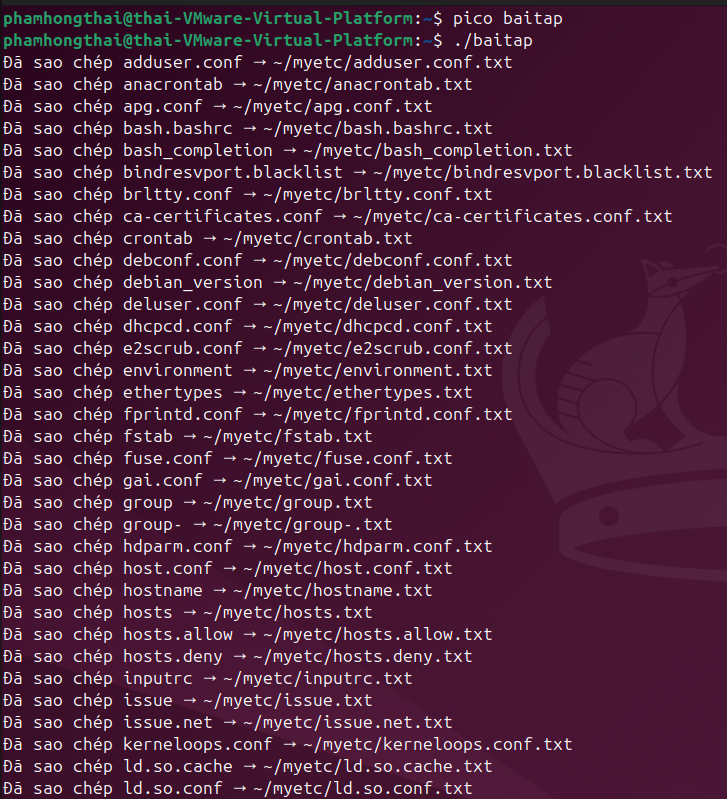 phamhongthai@thai-VMware-Virtual-Platform:~$ pico baitap
phamhongthai@thai-VMware-Virtual-Platform:~$ ./baitap
Đã sao chép adduser.conf → ~/myetc/adduser.conf.txt
Đã sao chép anacrontab → ~/myetc/anacrontab.txt
Đã sao chép apg.conf → ~/myetc/apg.conf.txt
Đã sao chép bash.bashrc → ~/myetc/bash.bashrc.txt
Đã sao chép bash_completion → ~/myetc/bash_completion.txt
Đã sao chép bindresvport.blacklist → ~/myetc/bindresvport.blacklist.txt
Đã sao chép brltty.conf → ~/myetc/brltty.conf.txt
Đã sao chép ca-certificates.conf → ~/myetc/ca-certificates.conf.txt
Đã sao chép crontab → ~/myetc/crontab.txt
Đã sao chép debconf.conf → ~/myetc/debconf.conf.txt
Đã sao chép debian_version → ~/myetc/debian_version.txt
Đã sao chép deluser.conf → ~/myetc/deluser.conf.txt
Đã sao chép dhcpcd.conf → ~/myetc/dhcpcd.conf.txt
Đã sao chép e2scrub.conf → ~/myetc/e2scrub.conf.txt
Đã sao chép environment → ~/myetc/environment.txt
Đã sao chép ethertypes → ~/myetc/ethertypes.txt
Đã sao chép fprintd.conf → ~/myetc/fprintd.conf.txt
Đã sao chép fstab → ~/myetc/fstab.txt
Đã sao chép fuse.conf → ~/myetc/fuse.conf.txt
Đã sao chép gai.conf → ~/myetc/gai.conf.txt
Đã sao chép group → ~/myetc/group.txt
Đã sao chép group- → ~/myetc/group-.txt
Đã sao chép hdparm.conf → ~/myetc/hdparm.conf.txt
Đã sao chép host.conf → ~/myetc/host.conf.txt
Đã sao chép hostname → ~/myetc/hostname.txt
Đã sao chép hosts → ~/myetc/hosts.txt
Đã sao chép hosts.allow → ~/myetc/hosts.allow.txt
Đã sao chép hosts.deny → ~/myetc/hosts.deny.txt
Đã sao chép inputrc → ~/myetc/inputrc.txt
Đã sao chép issue → ~/myetc/issue.txt
Đã sao chép issue.net → ~/myetc/issue.net.txt
Đã sao chép kerneloops.conf → ~/myetc/kerneloops.conf.txt
Đã sao chép ld.so.cache → ~/myetc/ld.so.cache.txt
Đã sao chép ld.so.conf → ~/myetc/ld.so.conf.txt